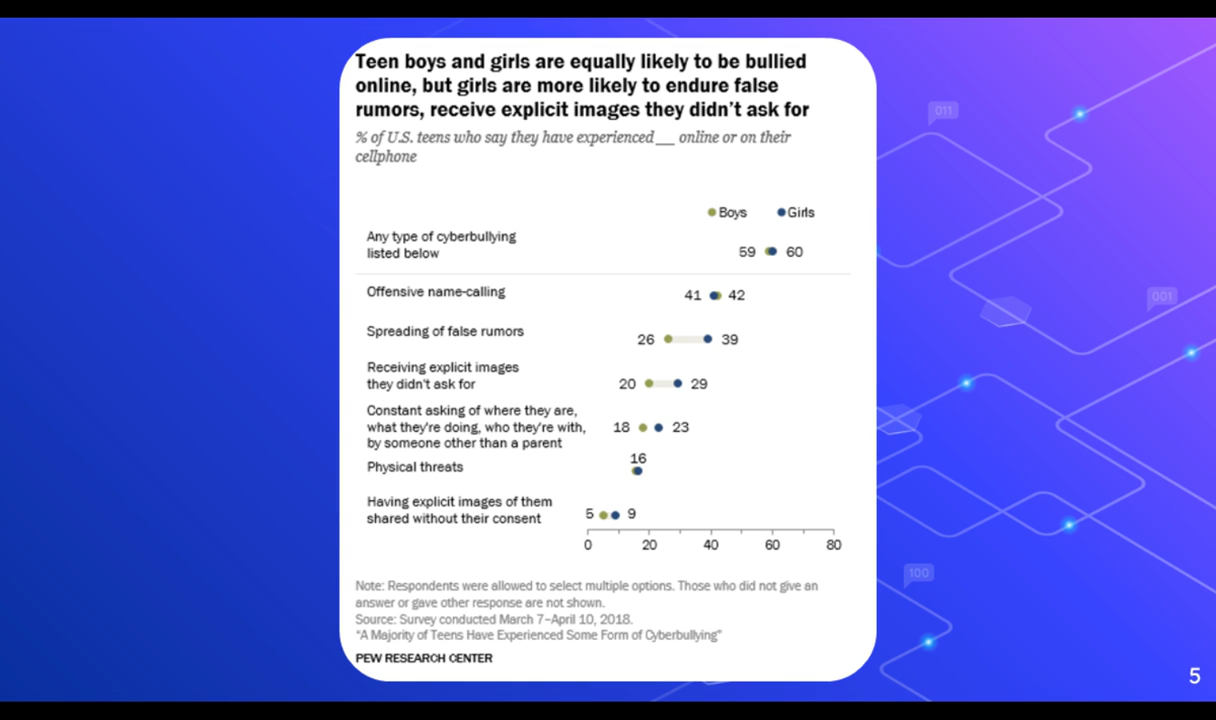 Teen boys and girls are equally likely to be bullied
online, but girls are more likely to endure false
rumors, receive explicit images they didn't ask for
% of U.S. teens who say they have experienced __ online or on their
cellphone
Boys Girls
Any type of cyberbullying
listed below
59 60
Offensive name-calling
41 42
Spreading of false rumors
26 39
Receiving explicit images
they didn't ask for
20 29
Constant asking of where they are,
what they're doing, who they're with,
by someone other than a parent
18 23
Physical threats
16
Having explicit images of them
shared without their consent
5 9
0 20 40 60 80
Note: Respondents were allowed to select multiple options. Those who did not give an
answer or gave other response are not shown.
Source: Survey conducted March 7–April 10, 2018.
"A Majority of Teens Have Experienced Some Form of Cyberbullying"
PEW RESEARCH CENTER
011
001
100
5